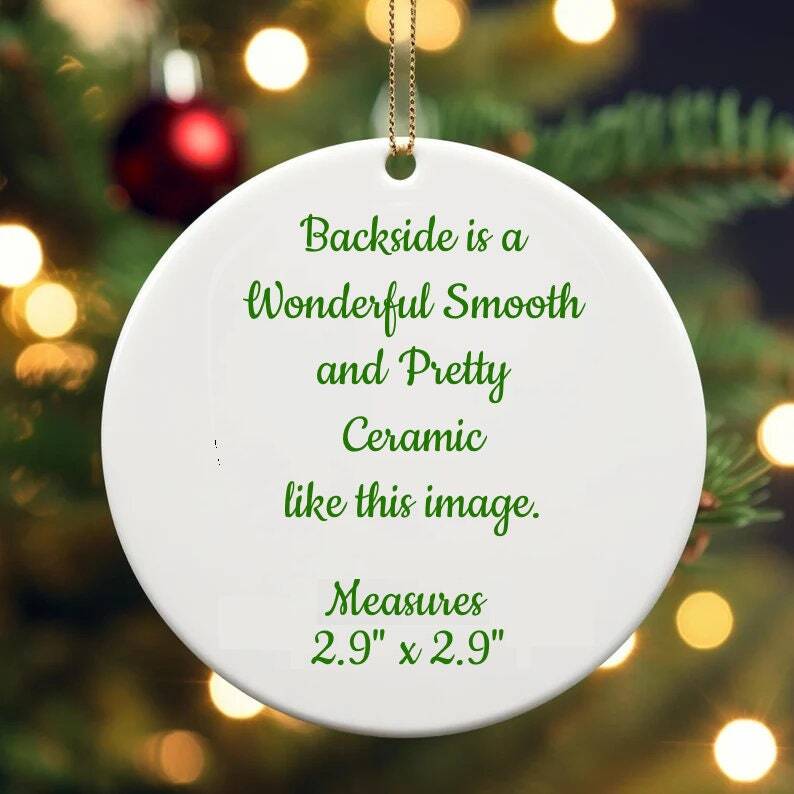 Backside is a
Wonderful Smooth
and Pretty
Ceramic
like this image.
Measures
2.9" x 2.9"